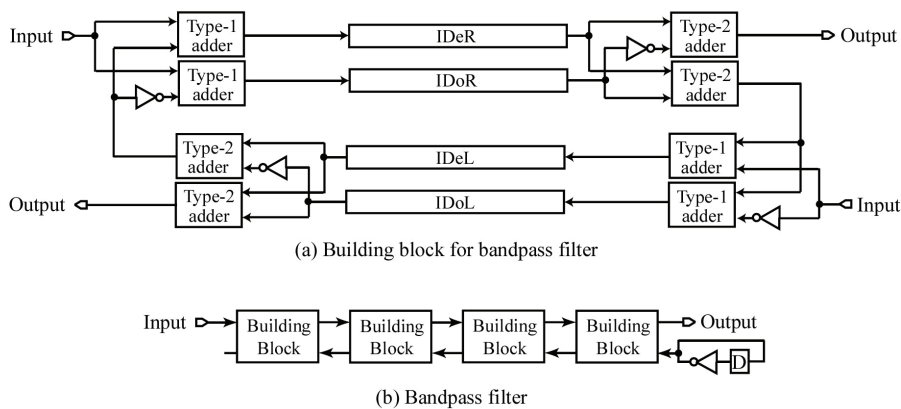 Input
Type-1
adder
IDeR
Type-2
adder
Output
Type-1
adder
IDoR
Type-2
adder
Type-2
adder
IDeL
Type-1
adder
Output
Type-2
adder
IDoL
Type-1
adder
Input
(a) Building block for bandpass filter
Input
Building
Block
Building
Block
Building
Block
Building
Block
Output
D
(b) Bandpass filter